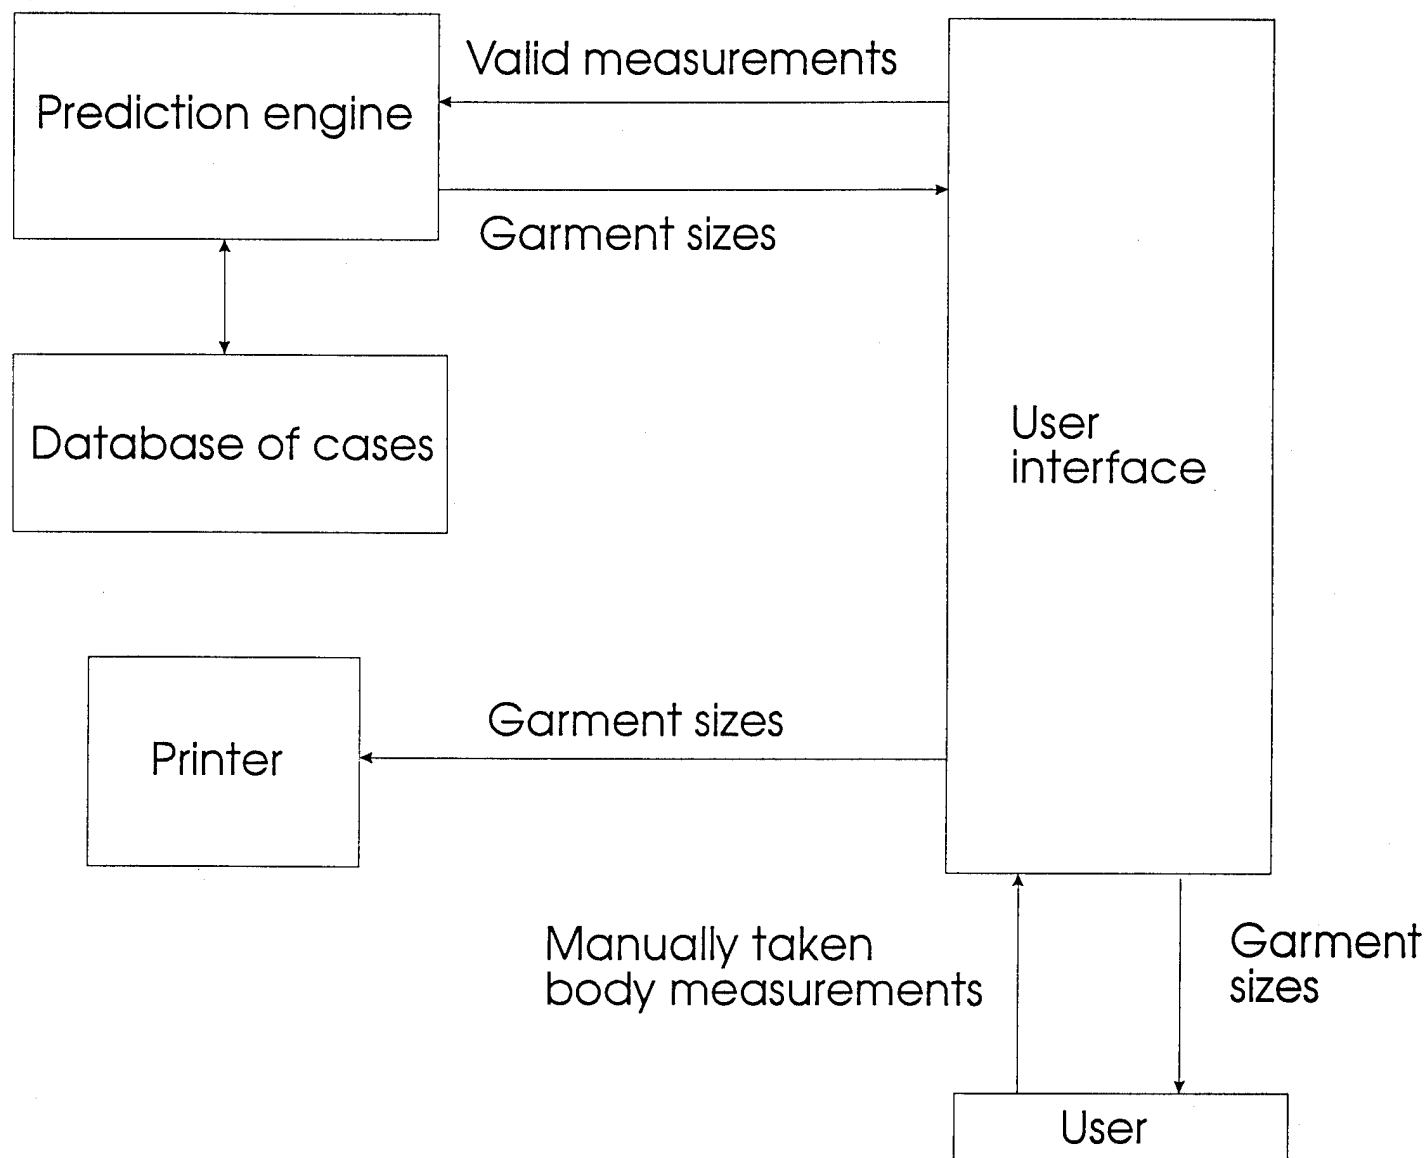 Valid measurements
Prediction engine
Garment sizes
Database of cases
User
interface
Garment sizes
Printer
Manually taken
body measurements
Garment
sizes
User